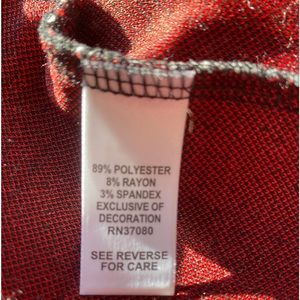 89% POLYESTER
8% RAYON
3% SPANDEX
EXCLUSIVE OF
DECORATION
RN37080
SEE REVERSE
FOR CARE